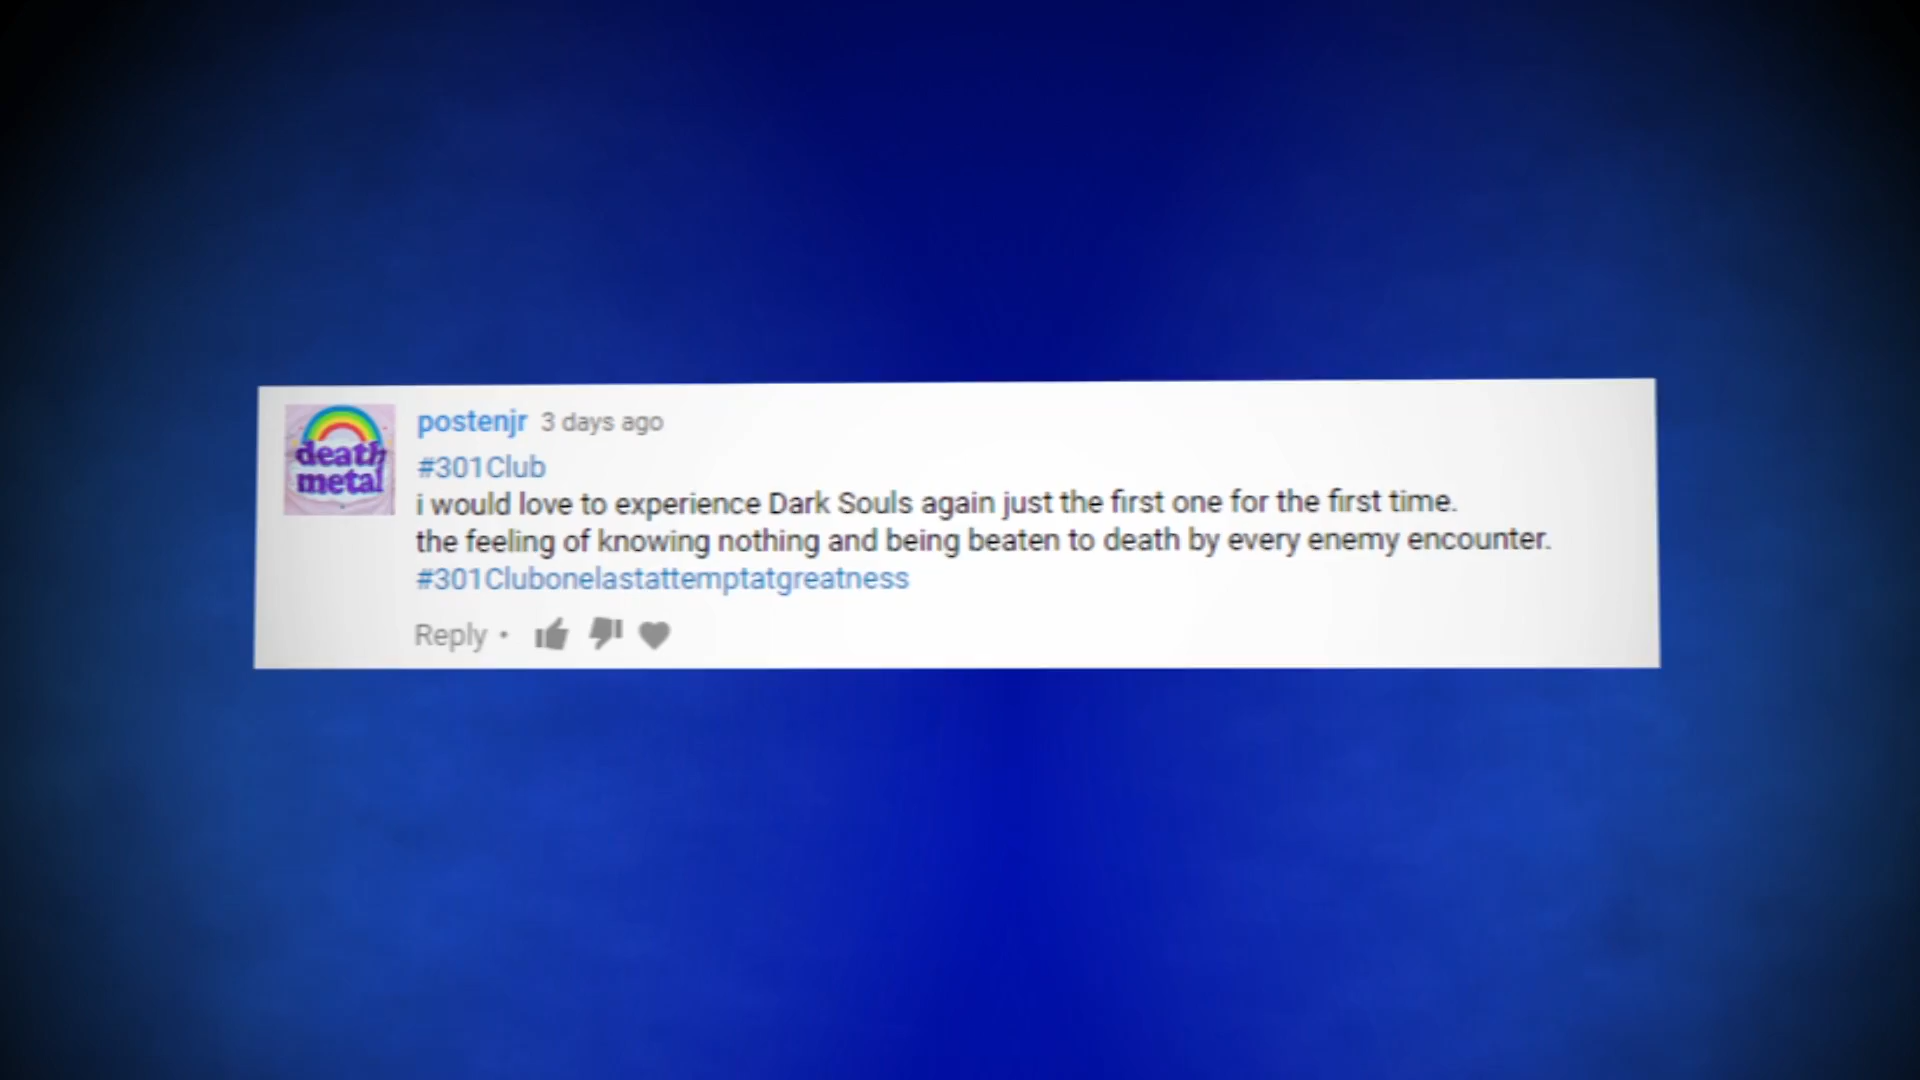 death
metal
postenjr 3 days ago
#301Club
i would love to experience Dark Souls again just the first one for the first time.
the feeling of knowing nothing and being beaten to death by every enemy encounter.
#301Clubonelastattemptatgreatness
Reply •